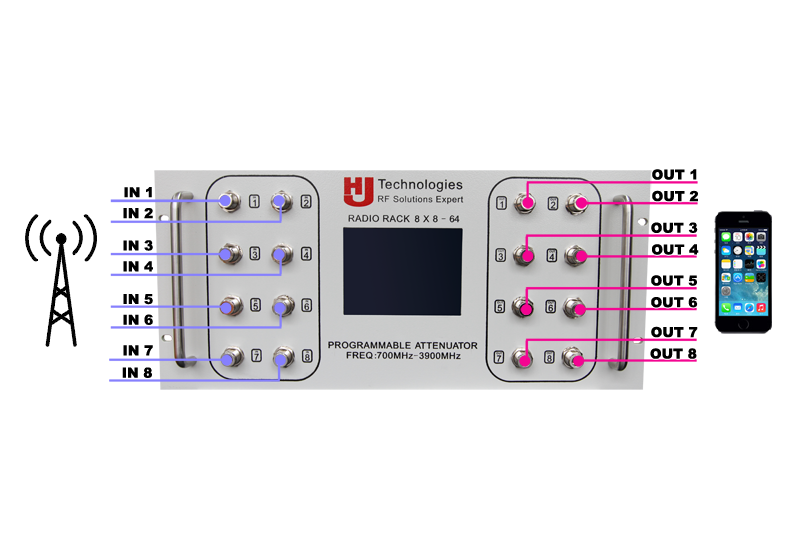 IN 1
IN 2
IN 3
IN 4
IN 5
IN 6
IN 7
IN 8
1
2
3
4
5
6
7
8
HJ Technologies
RF Solutions Expert
RADIO RACK 8 X 8 - 64
PROGRAMMABLE ATTENUATOR
FREQ:700MHz-3900MHz
1
2
3
4
5
6
7
8
OUT 1
OUT 2
OUT 3
OUT 4
OUT 5
OUT 6
OUT 7
OUT 8